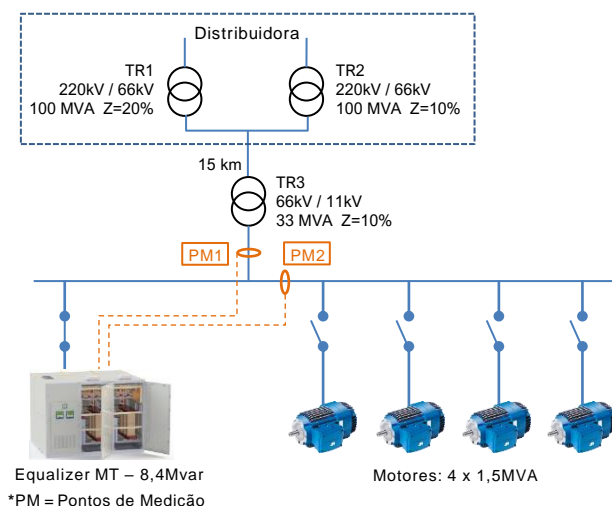 Distribuidora
TR1
220kV / 66kV
100 MVA Z=20%
TR2
220kV / 66kV
100 MVA Z=10%
15 km
TR3
66kV / 11kV
33 MVA Z=10%
PM1
PM2
Equalizer MT – 8,4Mvar
*PM = Pontos de Medição
Motores: 4 x 1,5MVA